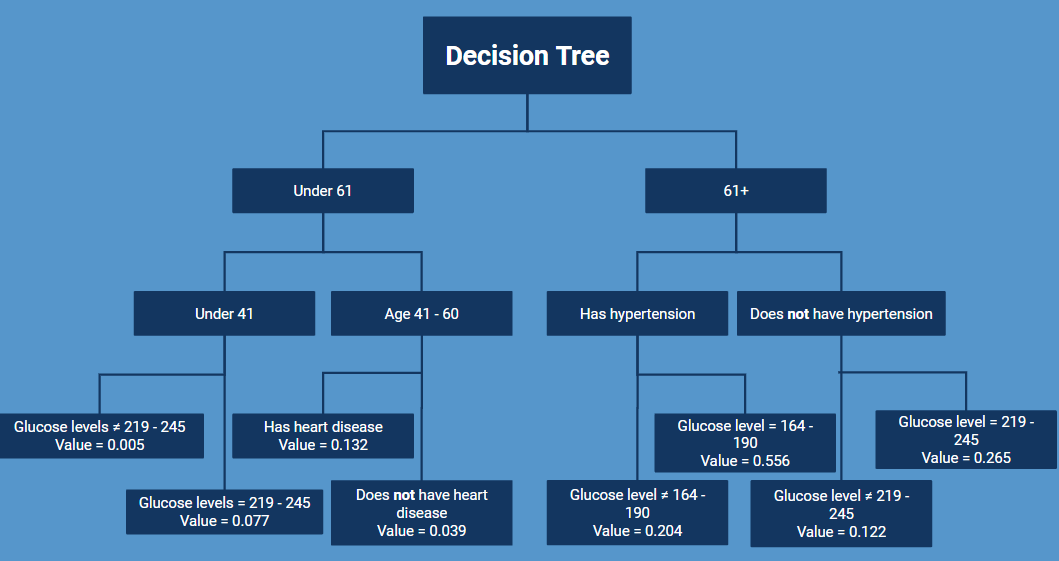 Decision Tree
Under 61
61+
Under 41
Age 41 - 60
Has hypertension
Does not have hypertension
Glucose levels ≠ 219 - 245
Value = 0.005
Has heart disease
Value = 0.132
Glucose level = 164 -
190
Value = 0.556
Glucose level = 219 -
245
Value = 0.265
Glucose levels = 219 - 245
Value = 0.077
Does not have heart
disease
Value = 0.039
Glucose level ≠ 164 -
190
Value = 0.204
Glucose level ≠ 219 -
245
Value = 0.122